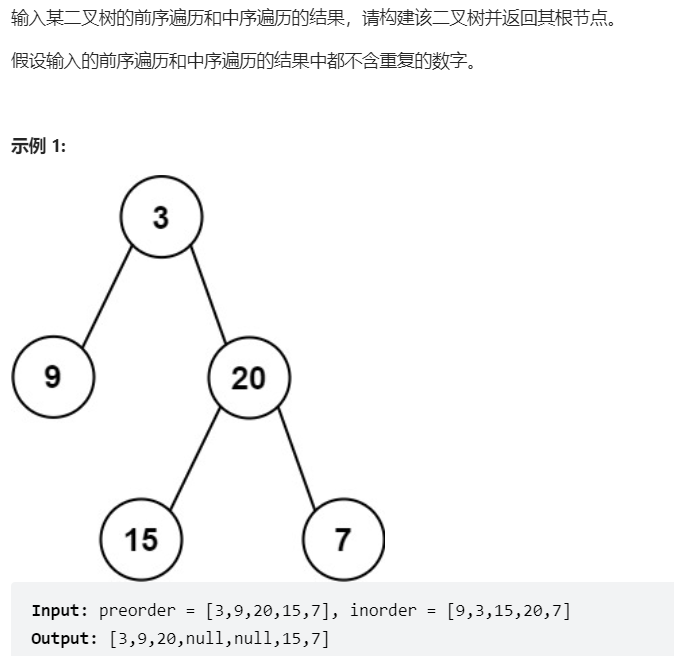 输入某二叉树的前序遍历和中序遍历的结果，请构建该二叉树并返回其根节点。
假设输入的前序遍历和中序遍历的结果中都不含重复的数字。
示例 1:
3
9
20
15
7
Input: preorder = [3,9,20,15,7], inorder = [9,3,15,20,7]
Output: [3,9,20,null,null,15,7]